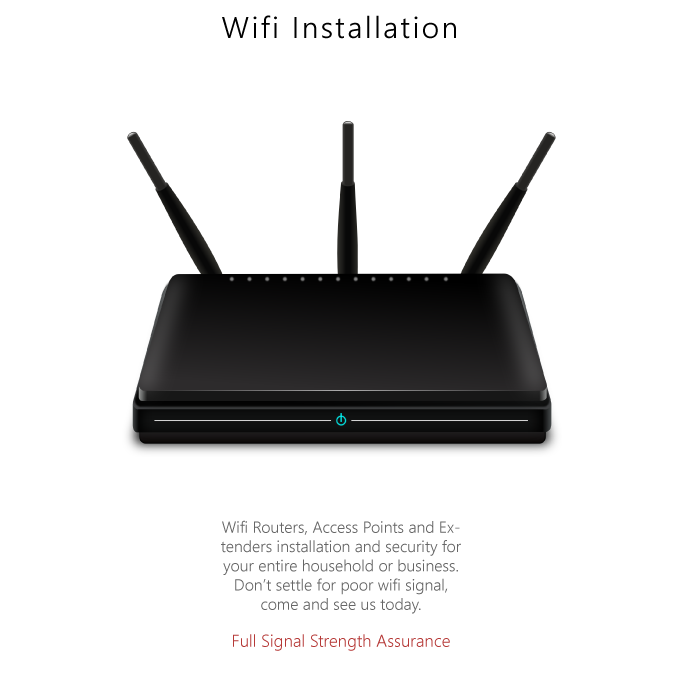 Wifi Installation
Wifi Routers, Access Points and Ex-
tenders installation and security for
your entire household or business.
Don’t settle for poor wifi signal,
come and see us today.
Full Signal Strength Assurance